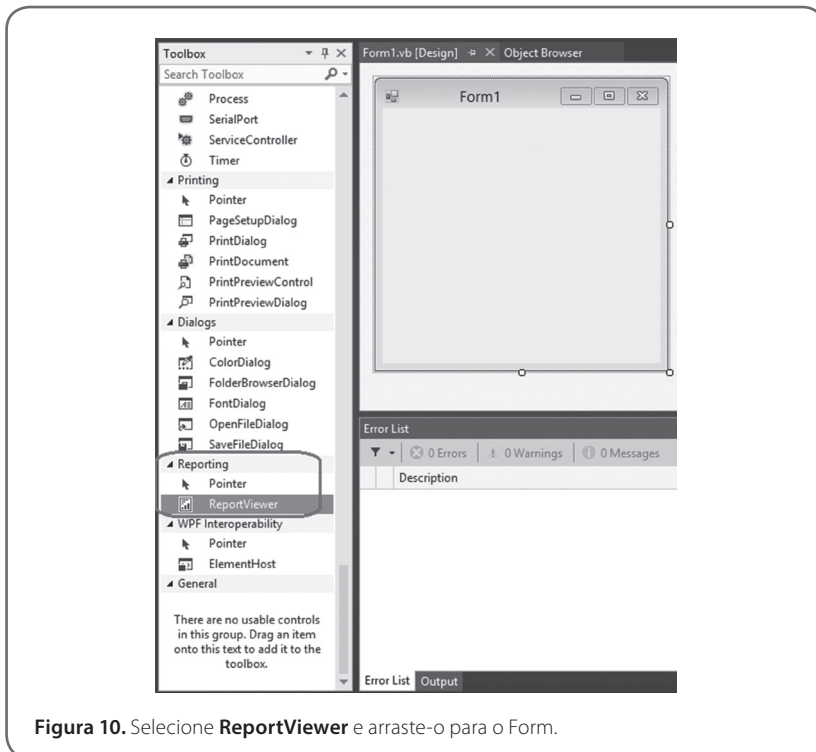 Toolbox
Search Toolbox
Process
SerialPort
ServiceController
Timer
Printing
Pointer
PageSetupDialog
PrintDialog
PrintDocument
PrintPreviewControl
PrintPreviewDialog
Dialogs
Pointer
ColorDialog
FolderBrowserDialog
FontDialog
OpenFileDialog
SaveFileDialog
Reporting
Pointer
ReportViewer
WPF Interoperability
Pointer
ElementHost
General
There are no usable controls
in this group. Drag an item
onto this text to add it to the
toolbox.
Form1.vb [Design] Object Browser
Form1
Error List
0 Errors 0 Warnings 0 Messages
Description
Error List Output
Figura 10. Selecione ReportViewer e arraste-o para o Form.